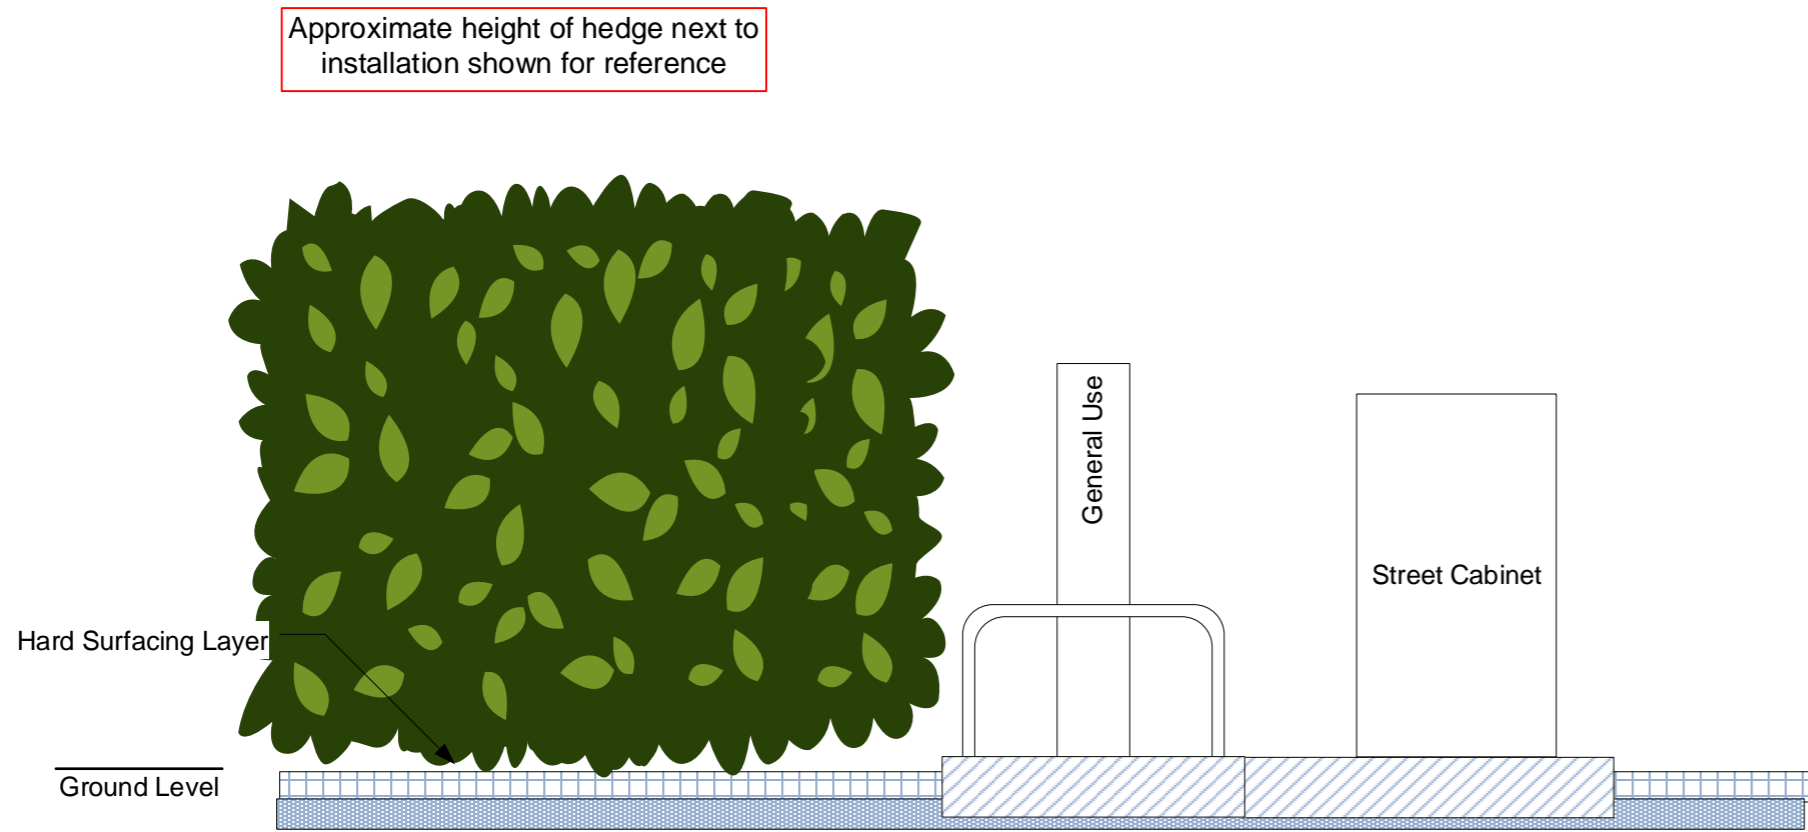 Approximate height of hedge next to
installation shown for reference
General Use
Street Cabinet
Hard Surfacing Layer
Ground Level